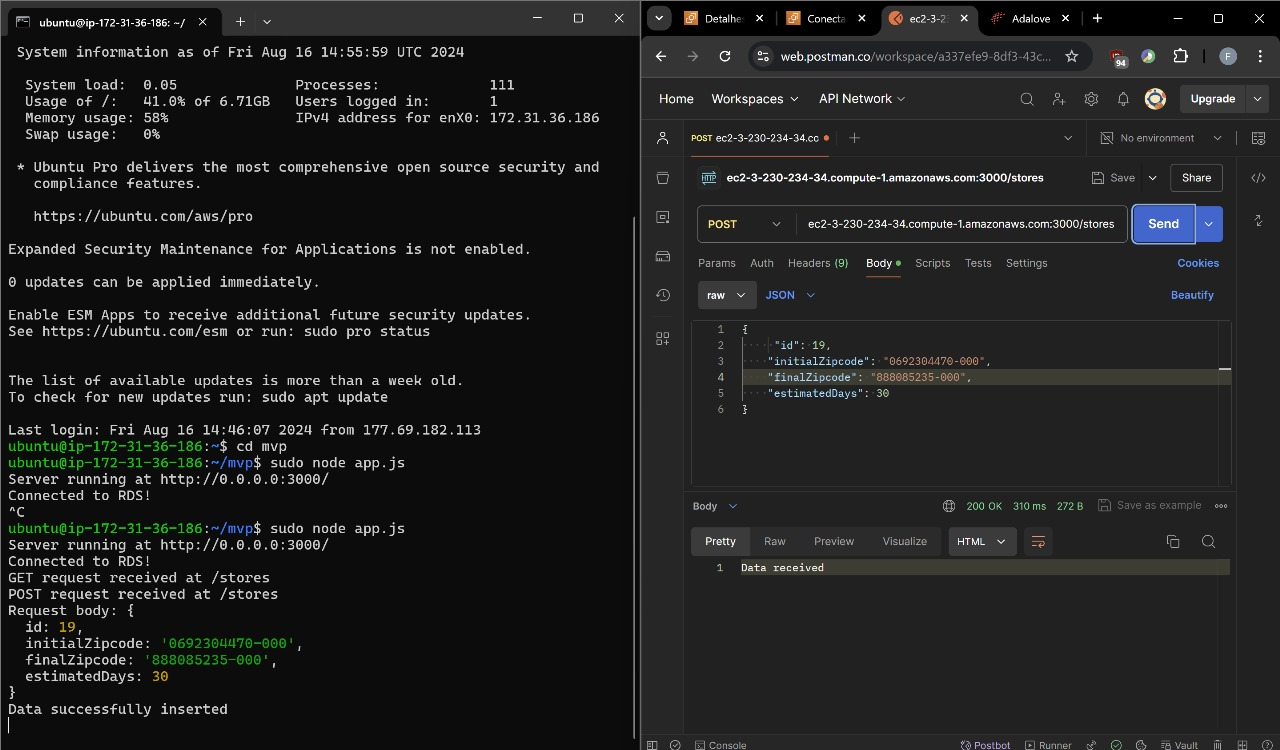 ubuntu@ip-172-31-36-186: ~/
System information as of Fri Aug 16 14:55:59 UTC 2024
System load: 0.05 Processes: 111
Usage of /: 41.0% of 6.71GB Users logged in: 1
Memory usage: 58% IPv4 address for enX0: 172.31.36.186
Swap usage: 0%
* Ubuntu Pro delivers the most comprehensive open source security and
compliance features.
https://ubuntu.com/aws/pro
Expanded Security Maintenance for Applications is not enabled.
0 updates can be applied immediately.
Enable ESM Apps to receive additional future security updates.
See https://ubuntu.com/esm or run: sudo pro status
The list of available updates is more than a week old.
To check for new updates run: sudo apt update
Last login: Fri Aug 16 14:46:07 2024 from 177.69.182.113
ubuntu@ip-172-31-36-186:~$ cd mvp
ubuntu@ip-172-31-36-186:~/mvp$ sudo node app.js
Server running at http://0.0.0.0:3000/
Connected to RDS!
^C
ubuntu@ip-172-31-36-186:~/mvp$ sudo node app.js
Server running at http://0.0.0.0:3000/
Connected to RDS!
GET request received at /stores
POST request received at /stores
Request body: {
id: 19,
initialZipcode: '0692304470-000',
finalZipcode: '888085235-000',
estimatedDays: 30
}
Data successfully inserted
Detalhe
Conecta
ec2-3-2
Adalove
web.postman.co/workspace/a337efe9-8df3-43c...
94
F
Home Workspaces API Network
Upgrade
POST ec2-3-230-234-34.cc
No environment
HTTP ec2-3-230-234-34.compute-1.amazonaws.com:3000/stores
Save Share
POST ec2-3-230-234-34.compute-1.amazonaws.com:3000/stores Send
Params Auth Headers (9) Body Scripts Tests Settings Cookies
raw JSON Beautify
1 {
2 "id": 19,
3 "initialZipcode": "0692304470-000",
4 "finalZipcode": "888085235-000",
5 "estimatedDays": 30
6 }
Body 200 OK 310 ms 272 B Save as example
Pretty Raw Preview Visualize HTML
1 Data received
Console Postbot Runner Vault